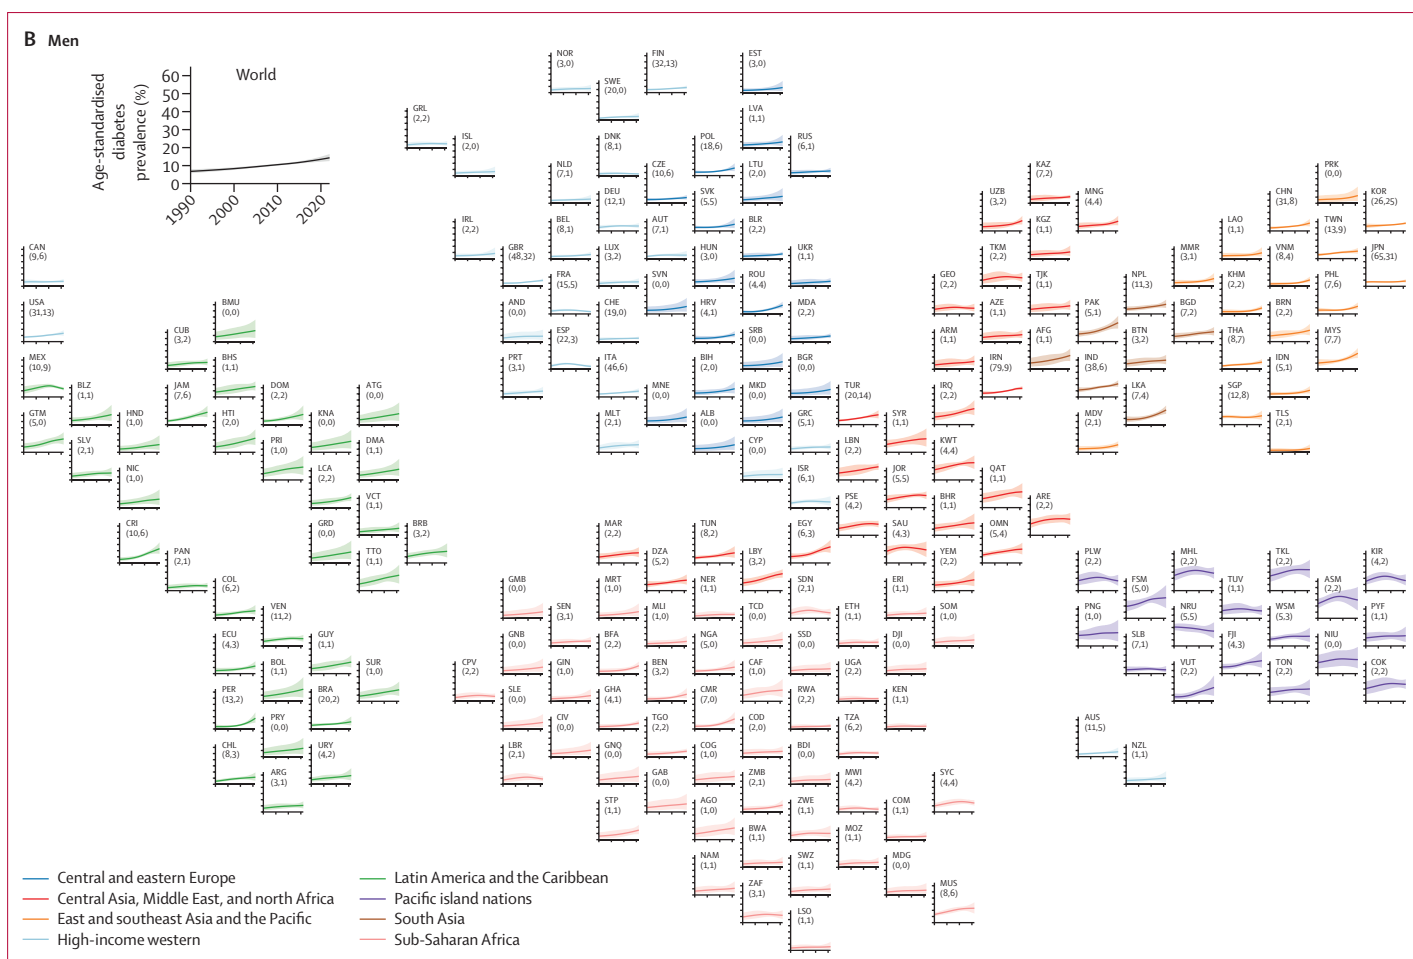 B Men
World
Age-standardised
diabetes
prevalence (%)
60
50
40
30
20
10
0
1990
2000
2010
2020
NOR
(3,0)
FIN
(32,13)
EST
(3,0)
SWE
(20,0)
GRL
(2,2)
LVA
(1,1)
ISL
(2,0)
DNK
(8,1)
POL
(18,6)
RUS
(6,1)
NLD
(7,1)
CZE
(10,6)
LTU
(2,0)
KAZ
(7,2)
PRK
(0,0)
DEU
(12,1)
SVK
(5,5)
UZB
(3,2)
MNG
(4,4)
CHN
(31,8)
KOR
(26,25)
IRL
(2,2)
BEL
(8,1)
AUT
(7,1)
BLR
(2,2)
KGZ
(1,1)
LAO
(1,1)
TWN
(13,9)
CAN
(9,6)
GBR
(48,32)
LUX
(3,2)
HUN
(3,0)
UKR
(1,1)
TKM
(2,2)
MMR
(3,1)
VNM
(8,4)
JPN
(65,31)
FRA
(15,5)
SVN
(0,0)
ROU
(4,4)
GEO
(2,2)
TJK
(1,1)
NPL
(11,3)
KHM
(2,2)
PHL
(7,6)
USA
(31,13)
BMU
(0,0)
AND
(0,0)
CHE
(19,0)
HRV
(4,1)
MDA
(2,2)
AZE
(1,1)
PAK
(5,1)
BGD
(7,2)
BRN
(2,2)
CUB
(3,2)
ESP
(22,3)
SRB
(0,0)
ARM
(1,1)
AFG
(1,1)
BTN
(3,2)
THA
(8,7)
MYS
(7,7)
MEX
(10,9)
BHS
(1,1)
PRT
(3,1)
ITA
(46,6)
BIH
(2,0)
BGR
(0,0)
IRN
(79,9)
IND
(38,6)
IDN
(5,1)
BLZ
(1,1)
JAM
(7,6)
DOM
(2,2)
ATG
(0,0)
MNE
(0,0)
MKD
(0,0)
TUR
(20,14)
IRQ
(2,2)
LKA
(7,4)
SGP
(12,8)
GTM
(5,0)
HND
(1,0)
HTI
(2,0)
KNA
(0,0)
MLT
(2,1)
ALB
(0,0)
GRC
(5,1)
SYR
(1,1)
MDV
(2,1)
TLS
(2,1)
SLV
(2,1)
PRI
(1,0)
DMA
(1,1)
CYP
(0,0)
LBN
(2,2)
KWT
(4,4)
NIC
(1,0)
LCA
(2,2)
ISR
(6,1)
JOR
(5,5)
QAT
(1,1)
VCT
(1,1)
PSE
(4,2)
BHR
(1,1)
ARE
(2,2)
CRI
(10,6)
GRD
(0,0)
BRB
(3,2)
MAR
(2,2)
TUN
(8,2)
EGY
(6,3)
SAU
(4,3)
OMN
(5,4)
PAN
(2,1)
TTO
(1,1)
DZA
(5,2)
LBY
(3,2)
YEM
(2,2)
PLW
(2,2)
MHL
(2,2)
TKL
(2,2)
KIR
(4,2)
COL
(6,2)
GMB
(0,0)
MRT
(1,0)
NER
(1,1)
SDN
(2,1)
ERI
(1,1)
FSM
(5,0)
TUV
(1,1)
ASM
(2,2)
VEN
(11,2)
SEN
(3,1)
MLI
(1,0)
TCD
(0,0)
ETH
(1,1)
SOM
(1,0)
PNG
(1,0)
NRU
(5,5)
WSM
(5,3)
PYF
(1,1)
ECU
(4,3)
GUY
(1,1)
GNB
(0,0)
BFA
(2,2)
NGA
(5,0)
SSD
(0,0)
DJI
(0,0)
SLB
(7,1)
FJI
(4,3)
NIU
(0,0)
BOL
(1,1)
SUR
(1,0)
CPV
(2,2)
GIN
(1,0)
BEN
(3,2)
CAF
(1,0)
UGA
(2,2)
VUT
(2,2)
TON
(2,2)
COK
(2,2)
PER
(13,2)
BRA
(20,2)
SLE
(0,0)
GHA
(4,1)
CMR
(7,0)
RWA
(2,2)
KEN
(1,1)
PRY
(0,0)
CIV
(0,0)
TGO
(2,2)
COD
(2,0)
TZA
(6,2)
AUS
(11,5)
CHL
(8,3)
URY
(4,2)
LBR
(2,1)
GNQ
(0,0)
COG
(1,0)
BDI
(0,0)
NZL
(1,1)
ARG
(3,1)
GAB
(0,0)
ZMB
(2,1)
MWI
(4,2)
SYC
(4,4)
STP
(1,1)
AGO
(1,0)
ZWE
(1,1)
COM
(1,1)
BWA
(1,1)
MOZ
(1,1)
NAM
(1,1)
SWZ
(1,1)
MDG
(0,0)
ZAF
(3,1)
MUS
(8,6)
LSO
(1,1)
Central and eastern Europe
Central Asia, Middle East, and north Africa
East and southeast Asia and the Pacific
High-income western
Latin America and the Caribbean
Pacific island nations
South Asia
Sub-Saharan Africa